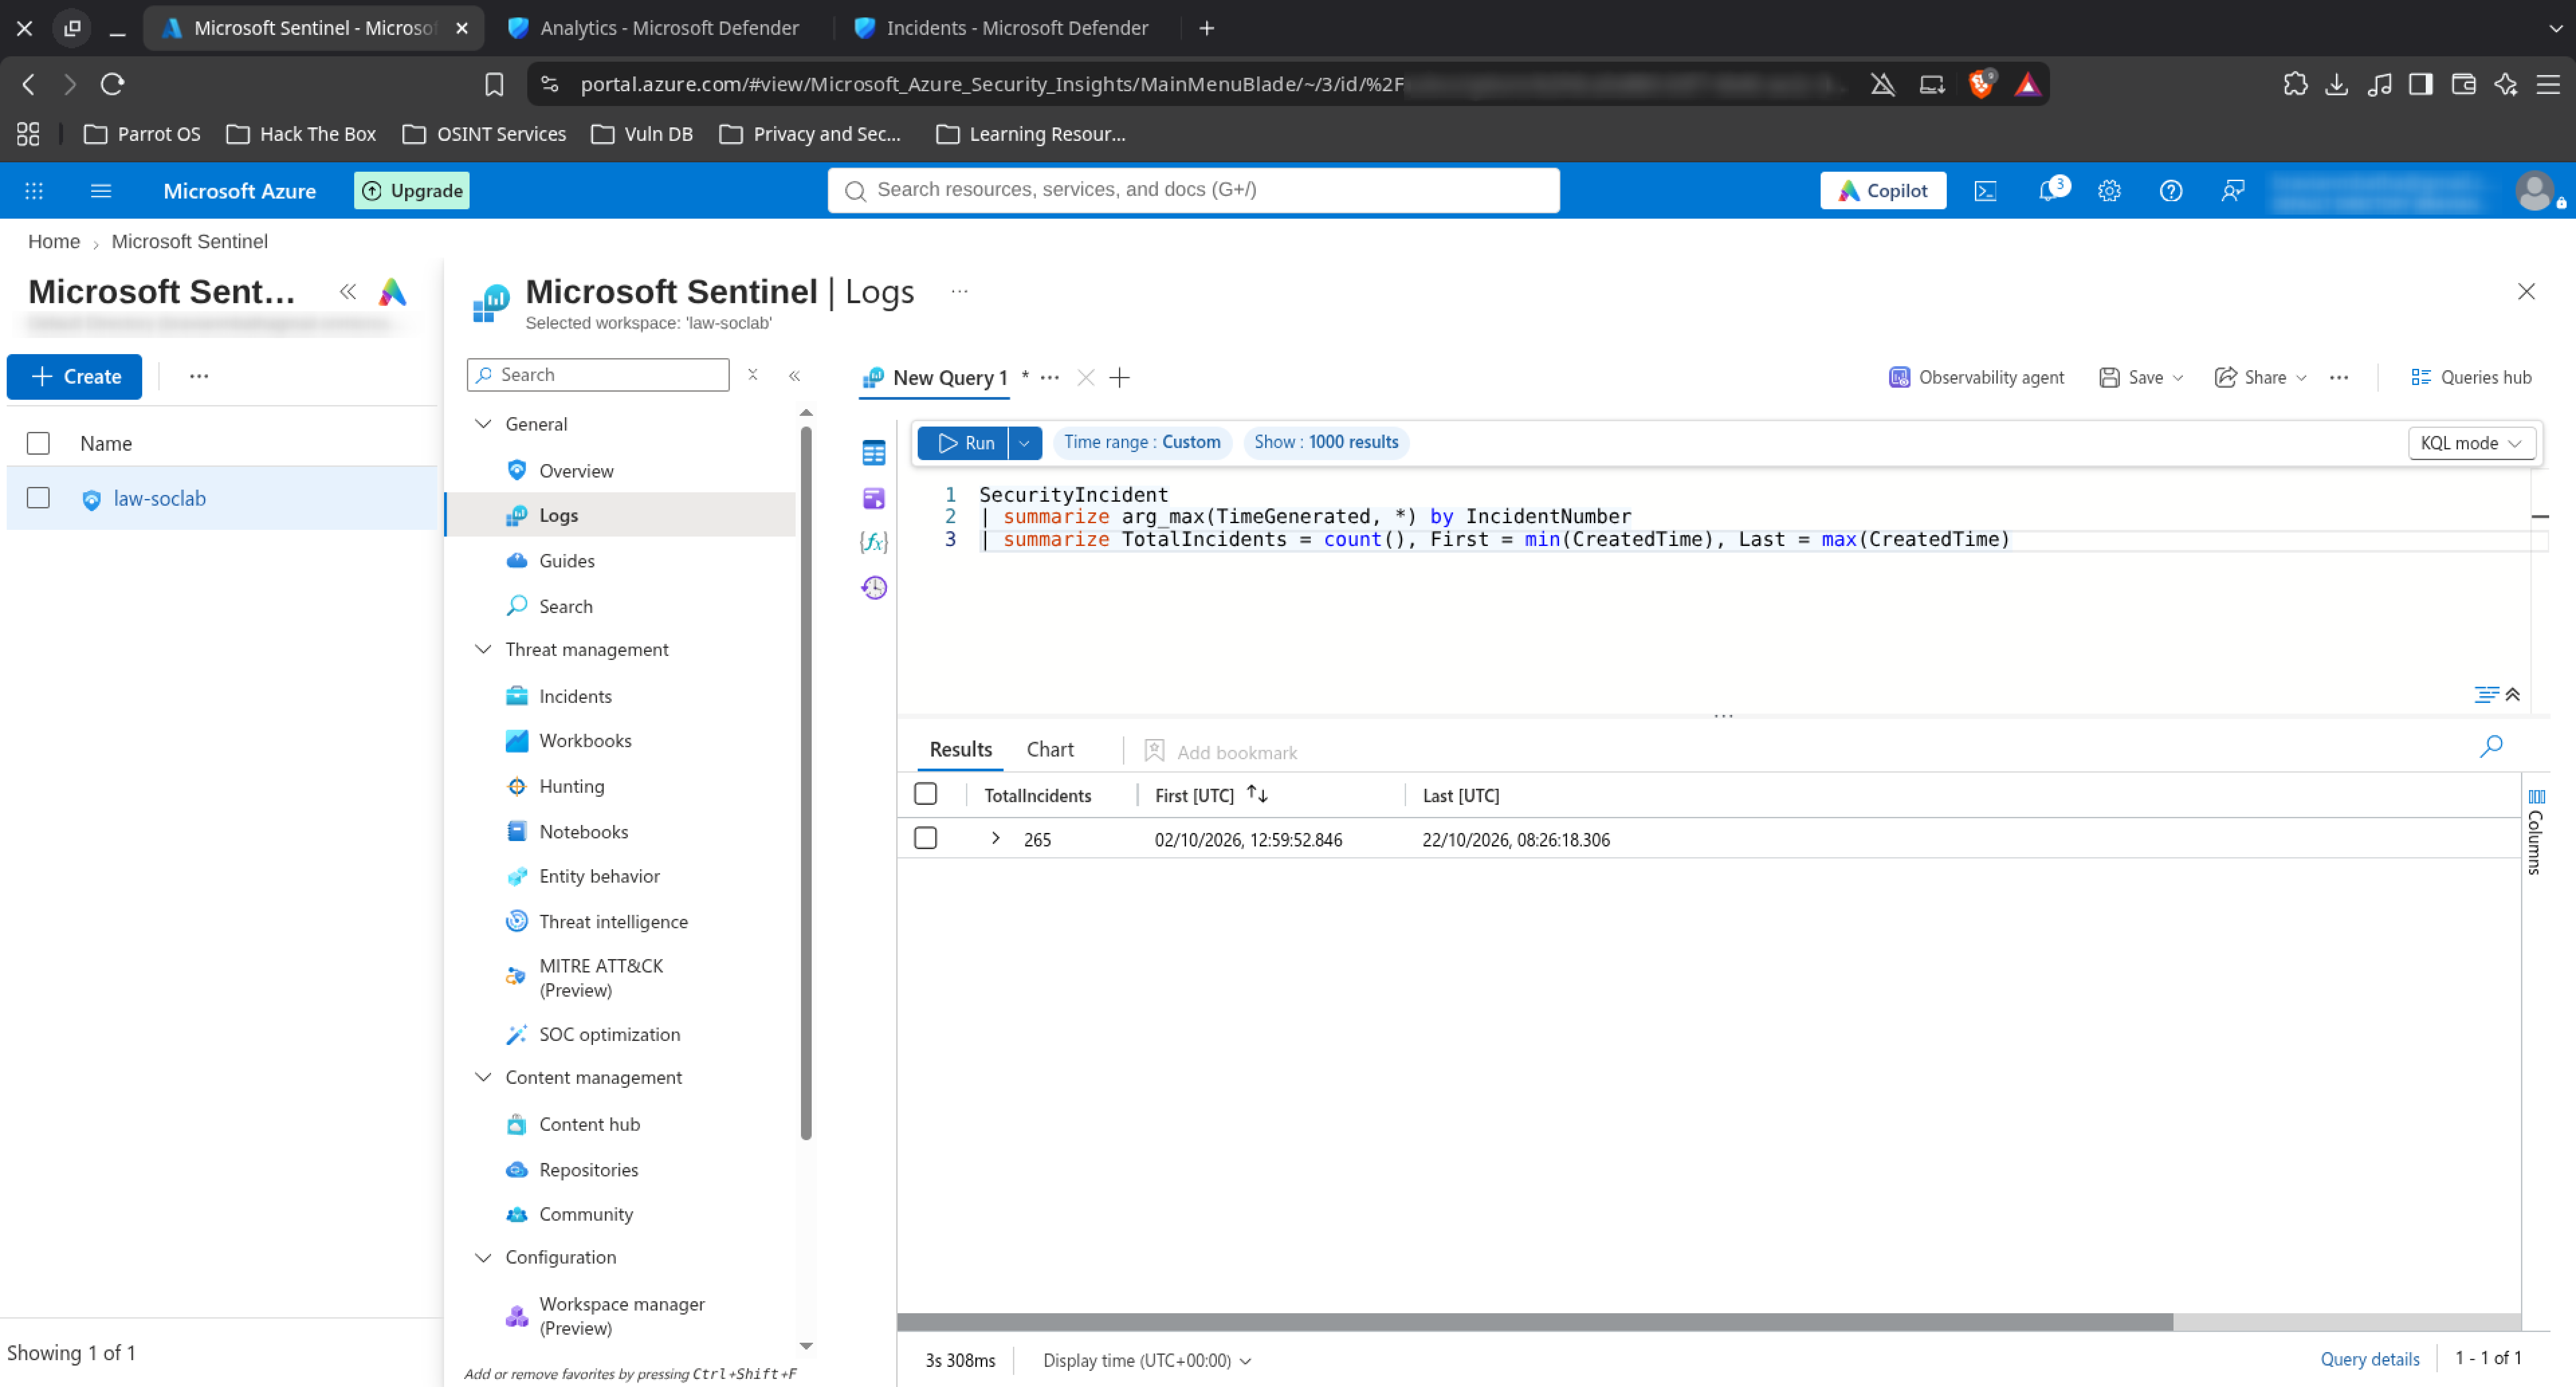 Microsoft Sentinel - Microsof
Analytics - Microsoft Defender
Incidents - Microsoft Defender
portal.azure.com/#view/Microsoft_Azure_Security_Insights/MainMenuBlade/~/3/id/%2F
9
Parrot OS
Hack The Box
OSINT Services
Vuln DB
Privacy and Sec...
Learning Resour...
Microsoft Azure
Upgrade
Search resources, services, and docs (G+/)
Copilot
3
Home
Microsoft Sentinel
Microsoft Sent...
Create
Name
law-soclab
Showing 1 of 1
Microsoft Sentinel | Logs
Selected workspace: 'law-soclab'
Search
General
Overview
Logs
Guides
Search
Threat management
Incidents
Workbooks
Hunting
Notebooks
Entity behavior
Threat intelligence
MITRE ATT&CK
(Preview)
SOC optimization
Content management
Content hub
Repositories
Community
Configuration
Workspace manager
(Preview)
Add or remove favorites by pressing Ctrl+Shift+F
New Query 1 *
Observability agent
Save
Share
Queries hub
Run
Time range : Custom
Show : 1000 results
KQL mode
1 SecurityIncident
2 | summarize arg_max(TimeGenerated, *) by IncidentNumber
3 | summarize TotalIncidents = count(), First = min(CreatedTime), Last = max(CreatedTime)
Results
Chart
Add bookmark
TotalIncidents
First [UTC]
Last [UTC]
265
02/10/2026, 12:59:52.846
22/10/2026, 08:26:18.306
Columns
3s 308ms
Display time (UTC+00:00)
Query details
1 - 1 of 1